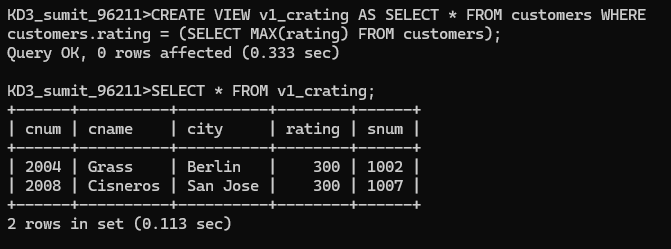 KD3_sumit_96211>CREATE VIEW v1_crating AS SELECT * FROM customers WHERE
customers.rating = (SELECT MAX(rating) FROM customers);
Query OK, 0 rows affected (0.333 sec)
KD3_sumit_96211>SELECT * FROM v1_crating;
+------+----------+----------+--------+------+
| cnum | cname    | city     | rating | snum |
+------+----------+----------+--------+------+
| 2004 | Grass    | Berlin   |    300 | 1002 |
| 2008 | Cisneros | San Jose |    300 | 1007 |
+------+----------+----------+--------+------+
2 rows in set (0.113 sec)